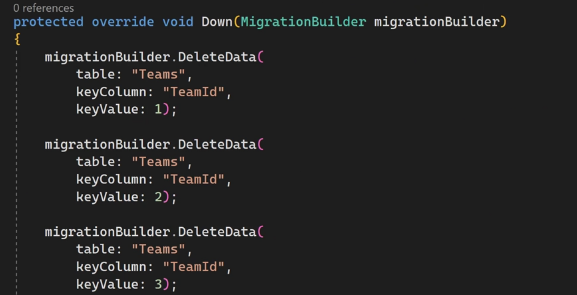 0 references
protected override void Down(MigrationBuilder migrationBuilder)
{
migrationBuilder.DeleteData(
table: "Teams",
keyColumn: "TeamId",
keyValue: 1);
migrationBuilder.DeleteData(
table: "Teams",
keyColumn: "TeamId",
keyValue: 2);
migrationBuilder.DeleteData(
table: "Teams",
keyColumn: "TeamId",
keyValue: 3);